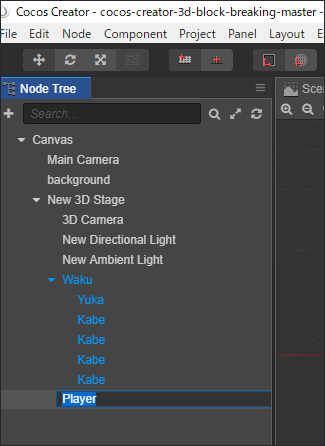 Cocos Creator - cocos-creator-3d-block-breaking-master -
File Edit Node Component Project Panel Layout
Node Tree
Scen
Search...
Canvas
Main Camera
background
New 3D Stage
3D Camera
New Directional Light
New Ambient Light
Waku
Yuka
Kabe
Kabe
Kabe
Kabe
Player